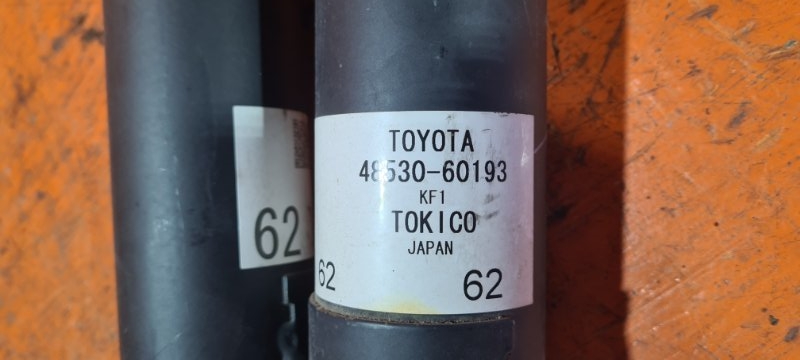 TOYOTA
48530-60193
KF1
TOKICO
JAPAN
62
62
62